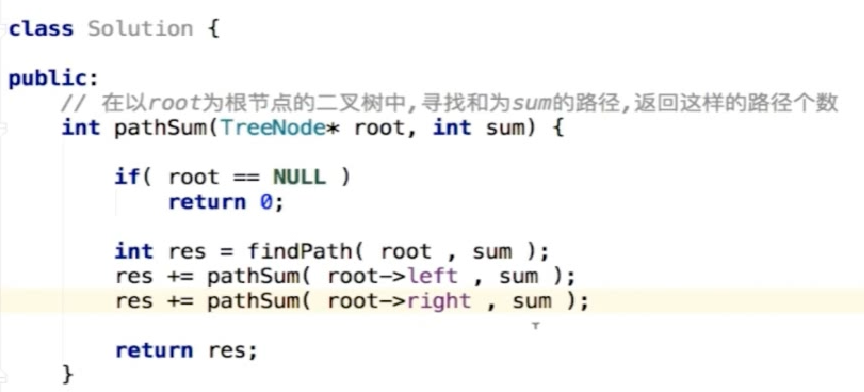 class Solution {
public:
// 在以root为根节点的二叉树中,寻找和为sum的路径,返回这样的路径个数
int pathSum(TreeNode* root, int sum) {
if( root == NULL )
return 0;
int res = findPath( root , sum );
res += pathSum( root->left , sum );
res += pathSum( root->right , sum );
return res;
}